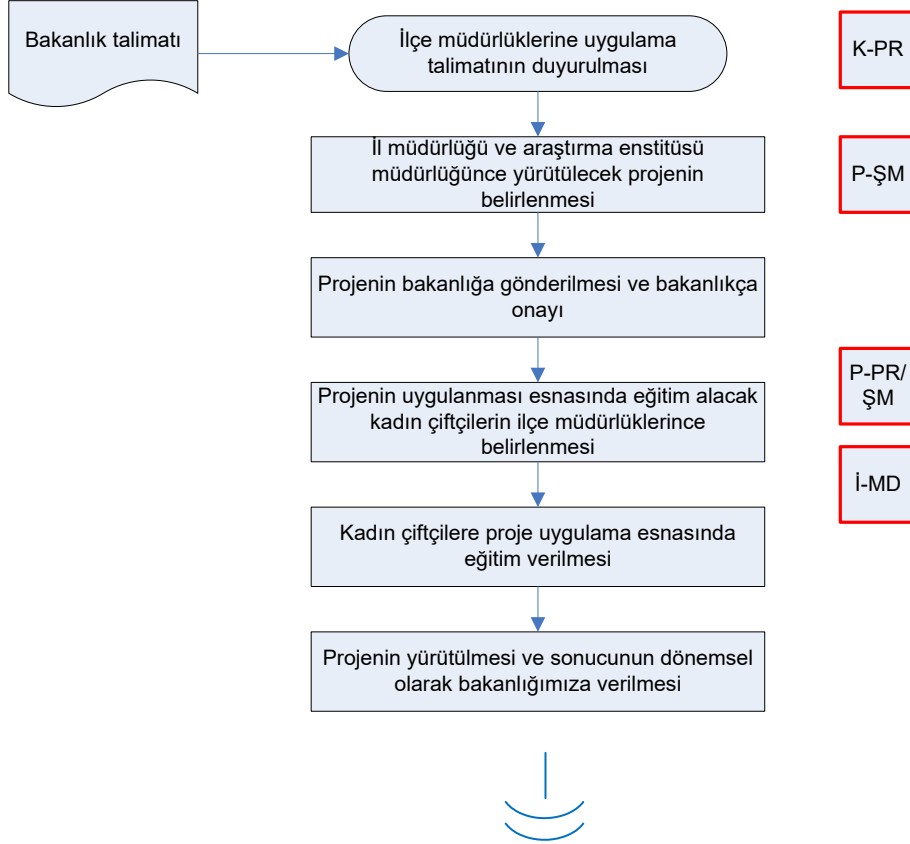 Bakanlık talimatı
İlçe müdürlüklerine uygulama
talimatının duyurulması
K-PR
İl müdürlüğü ve araştırma enstitüsü
müdürlüğünce yürütülecek projenin
belirlenmesi
P-ŞM
Projenin bakanlığa gönderilmesi ve bakanlıkça
onayı
Projenin uygulanması esnasında eğitim alacak
kadın çiftçilerin ilçe müdürlüklerince
belirlenmesi
P-PR/
ŞM
İ-MD
Kadın çiftçilere proje uygulama esnasında
eğitim verilmesi
Projenin yürütülmesi ve sonucunun dönemsel
olarak bakanlığımıza verilmesi